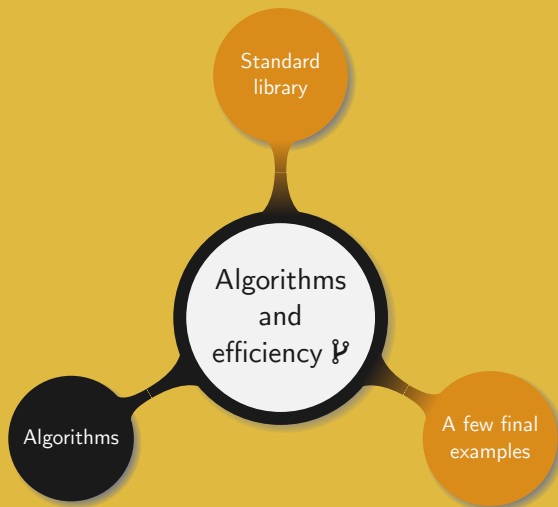 Standard
library
Algorithms
and
efficiency
Algorithms
A few final
examples